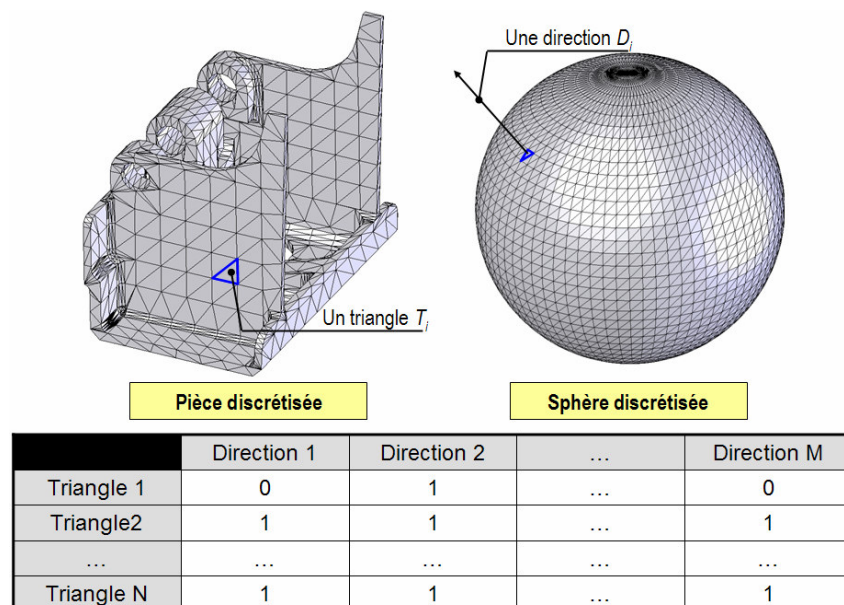 Une direction Di
Un triangle Ti
Pièce discrétisée
Sphère discrétisée
Direction 1 Direction 2 ... Direction M
Triangle 1 0 1 ... 0
Triangle2 1 1 ... 1
... ... ... ... ...
Triangle N 1 1 ... 1